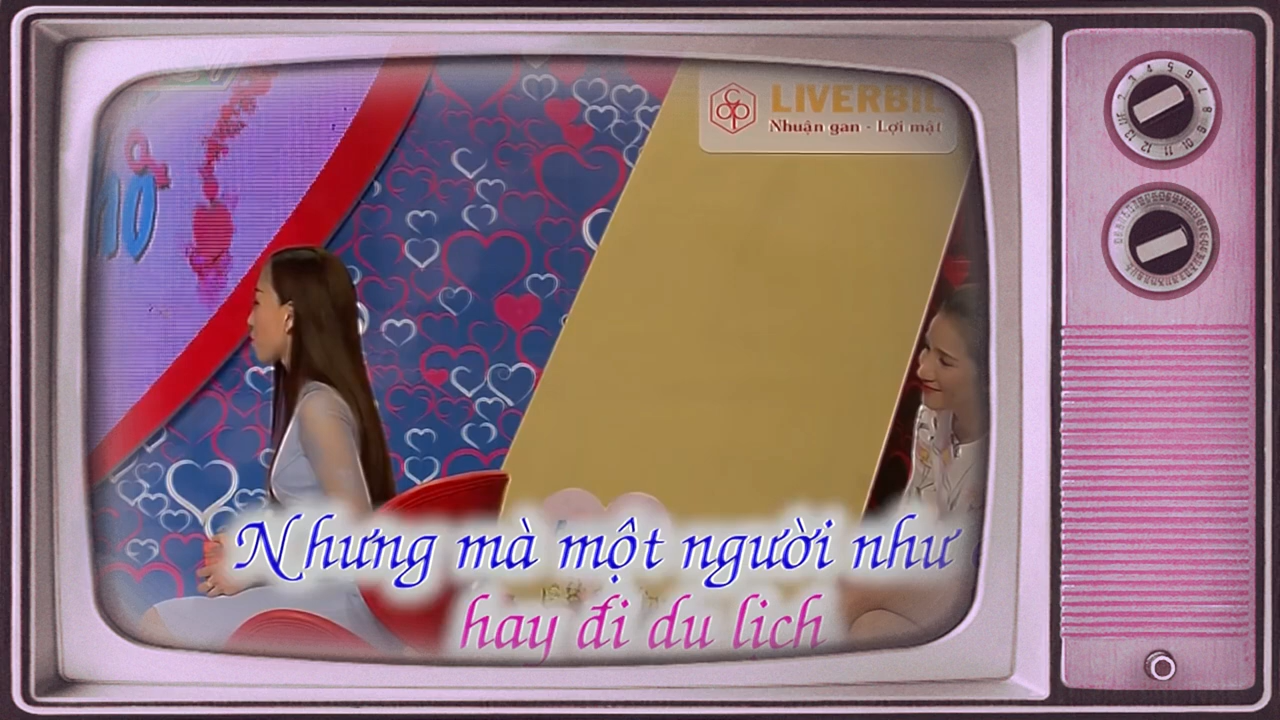 LIVERBIL
Nhuận gan - Lợi mật
Nhưng mà một người như
hay đi du lịch